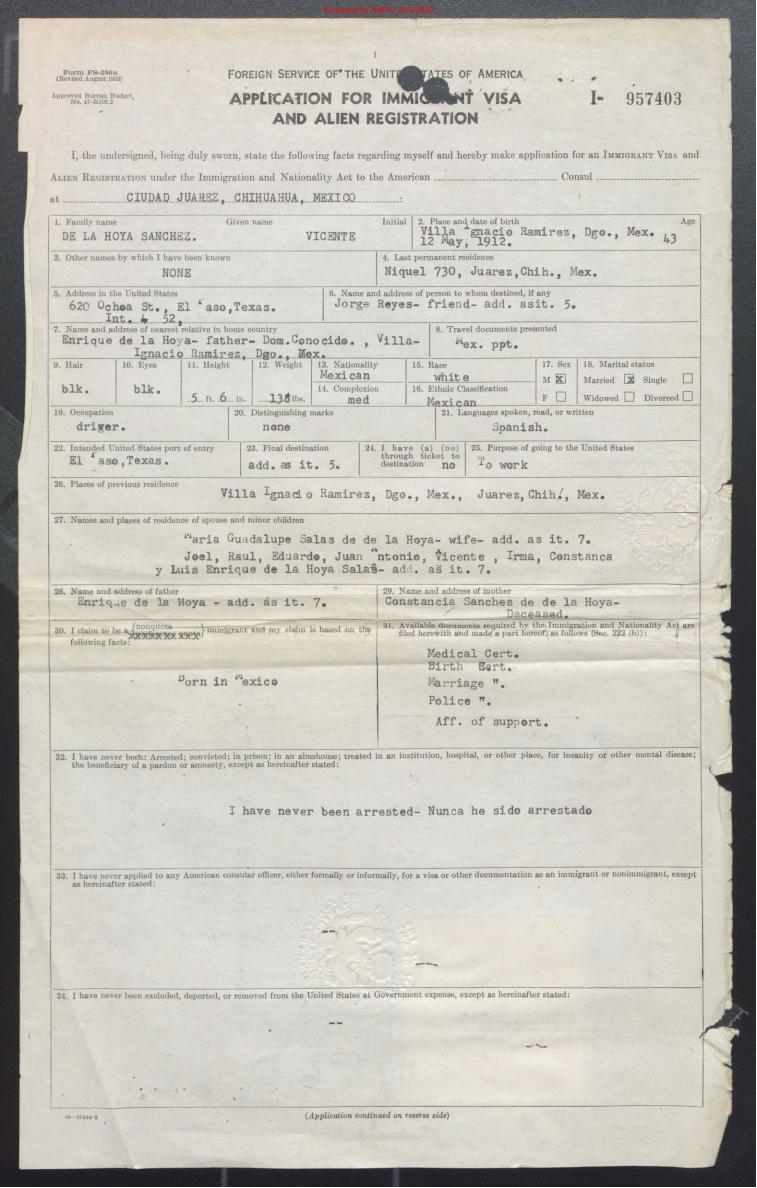 1
Form FS-256a
(Revised August 1952)
Approved Bureau Budget,
No. 47-R108.2
FOREIGN SERVICE OF THE UNITED STATES OF AMERICA
APPLICATION FOR IMMIGRANT VISA
AND ALIEN REGISTRATION
I- 957403
I, the undersigned, being duly sworn, state the following facts regarding myself and hereby make application for an IMMIGRANT VISA and
ALIEN REGISTRATION under the Immigration and Nationality Act to the American Consul
at CIUDAD JUAREZ, CHIHUAHUA, MEXICO :
1. Family name Given name Initial
DE LA HOYA SANCHEZ. VICENTE
2. Place and date of birth Age
Villa Ignacio Ramirez, Dgo., Mex.
12 May, 1912. 43
3. Other names by which I have been known
NONE
4. Last permanent residence
Niquel 730, Juarez,Chih., Mex.
5. Address in the United States
620 Ochoa St., El Paso,Texas.
Int. 52,
6. Name and address of person to whom destined, if any
Jorge Reyes- friend- add. asit. 5.
7. Name and address of nearest relative in home country
Enrique de la Hoya- father- Dom.Conocido. , Villa-
Ignacio Ramirez, Dgo., Mex.
8. Travel documents presented
Mex. ppt.
9. Hair
blk.
10. Eyes
blk.
11. Height
5 ft. 6 in.
12. Weight
138 lbs.
13. Nationality
Mexican
14. Complexion
med
15. Race
white
16. Ethnic Classification
Mexican
17. Sex
M X
F
18. Marital status
Married X Single
Widowed Divorced
19. Occupation
driver.
20. Distinguishing marks
none
21. Languages spoken, read, or written
Spanish.
22. Intended United States port of entry
El Paso,Texas.
23. Final destination
add. as it. 5.
24. I have (a) (no)
through ticket to
destination no
25. Purpose of going to the United States
To work
26. Places of previous residence
Villa Ignacio Ramirez, Dgo., Mex., Juarez,Chih/, Mex.
27. Names and places of residence of spouse and minor children
Maria Guadalupe Salas de de la Hoya- wife- add. as it. 7.
Joel, Raul, Eduardo, Juan Antonio, Vicente , Irma, Constanca
y Luis Enrique de la Hoya Salas- add. as it. 7.
28. Name and address of father
Enrique de la Hoya - add. as it. 7.
29. Name and address of mother
Constancia Sanches de de la Hoya-
Deceased.
30. I claim to be a (nonquota) immigrant and my claim is based on the
following facts:
Born in Mexico
31. Available documents required by the Immigration and Nationality Act are
filed herewith and made a part hereof, as follows (Sec. 222 (b)):
Medical Cert.
Birth Cert.
Marriage ".
Police ".
Aff. of support.
32. I have never been: Arrested; convicted; in prison; in an almshouse; treated in an institution, hospital, or other place, for insanity or other mental disease;
the beneficiary of a pardon or amnesty, except as hereinafter stated:
I have never been arrested- Nunca he sido arrestado
33. I have never applied to any American consular officer, either formally or informally, for a visa or other documentation as an immigrant or nonimmigrant, except
as hereinafter stated:
--
34. I have never been excluded, deported, or removed from the United States at Government expense, except as hereinafter stated:
--
16-67444-2
(Application continued on reverse side)